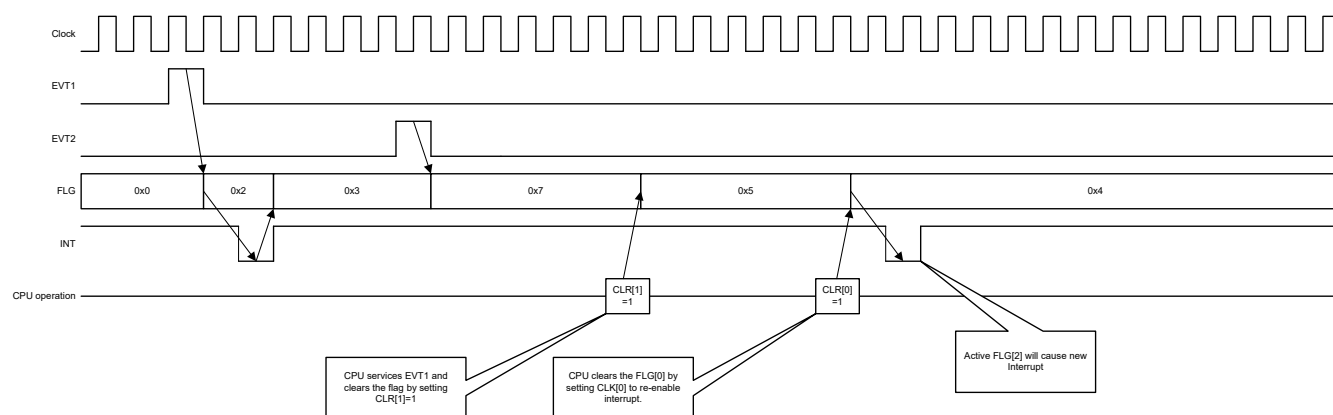 Clock
EVT1
EVT2
FLG
0x0
0x2
0x3
0x7
0x5
0x4
INT
CPU operation
CLR[1]
=1
CLR[0]
=1
CPU services EVT1 and
clears the flag by setting
CLR[1]=1
CPU clears the FLG[0] by
setting CLK[0] to re-enable
interrupt.
Active FLG[2] will cause new
Interrupt